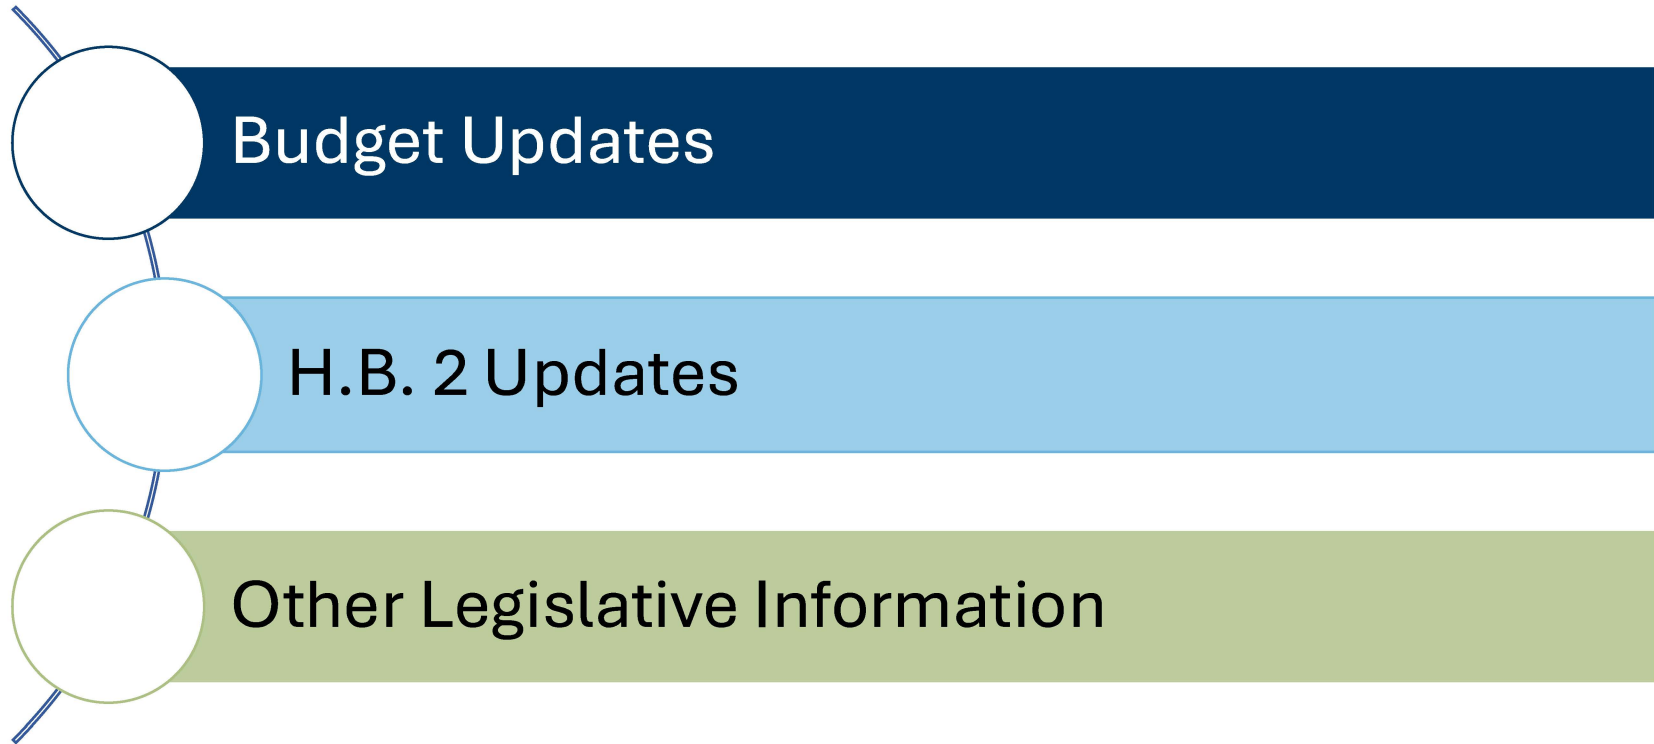 Budget Updates
H.B. 2 Updates
Other Legislative Information